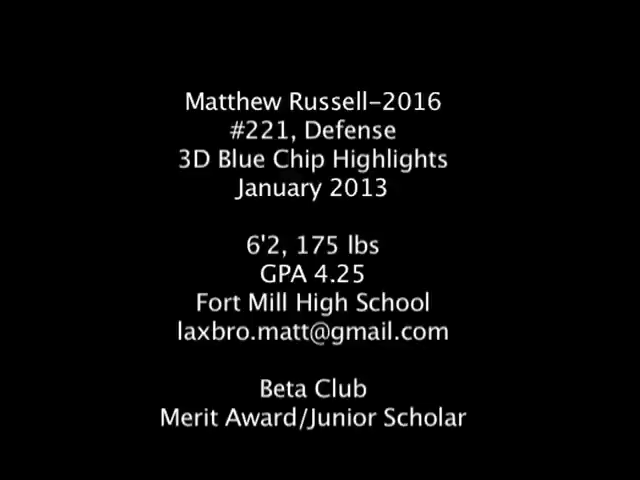 Matthew Russell-2016
#221, Defense
3D Blue Chip Highlights
January 2013
6'2, 175 lbs
GPA 4.25
Fort Mill High School
laxbro.matt@gmail.com
Beta Club
Merit Award/Junior Scholar